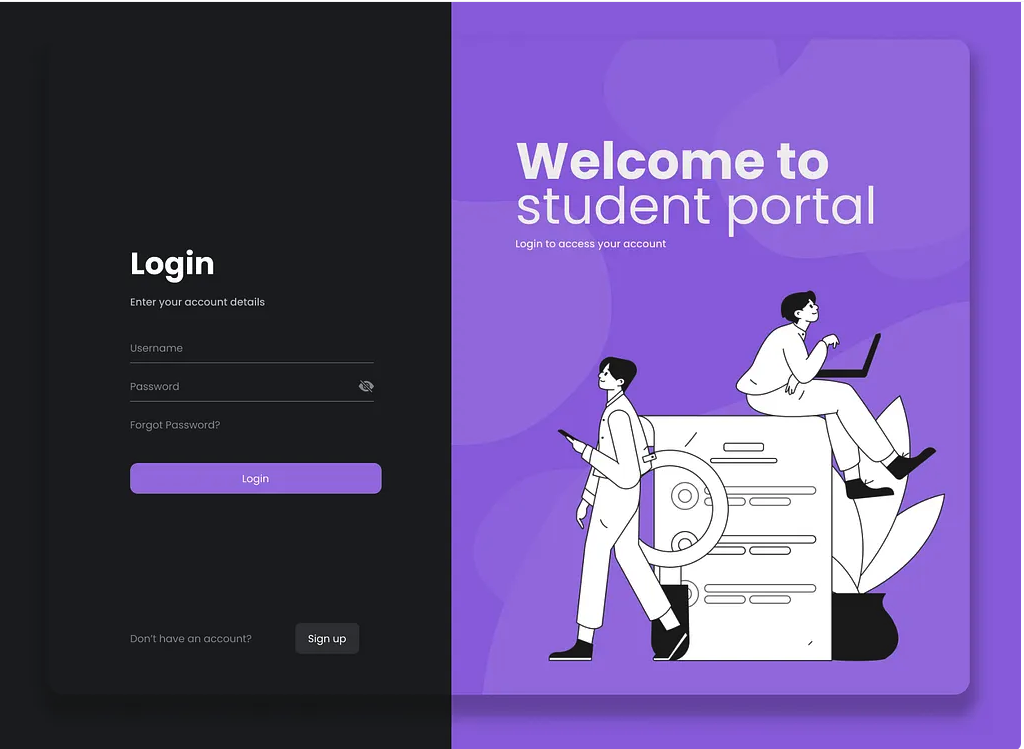 Login
Enter your account details
Username
Password
Forgot Password?
Login
Don't have an account?
Sign up
Welcome to
student portal
Login to access your account